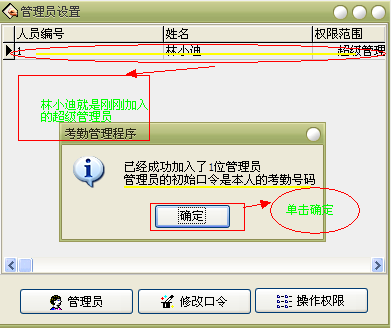 管理员设置
人员编号 姓名 权限范围
1 林小迪 超级管理
林小迪就是刚刚加入
的超级管理员
考勤管理程序
已经成功加入了1位管理员
管理员的初始口令是本人的考勤号码
确定
单击确定
管理员 修改口令 操作权限